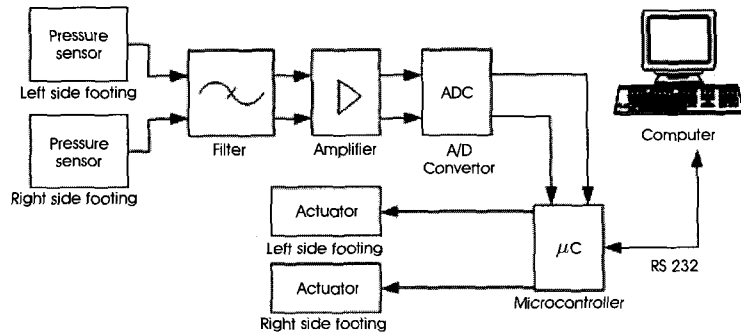 Pressure
sensor
Left side footing
Pressure
sensor
Right side footing
Filter
Amplifier
ADC
A/D
Convertor
Computer
Actuator
Left side footing
Actuator
Right side footing
μC
Microcontroller
RS 232